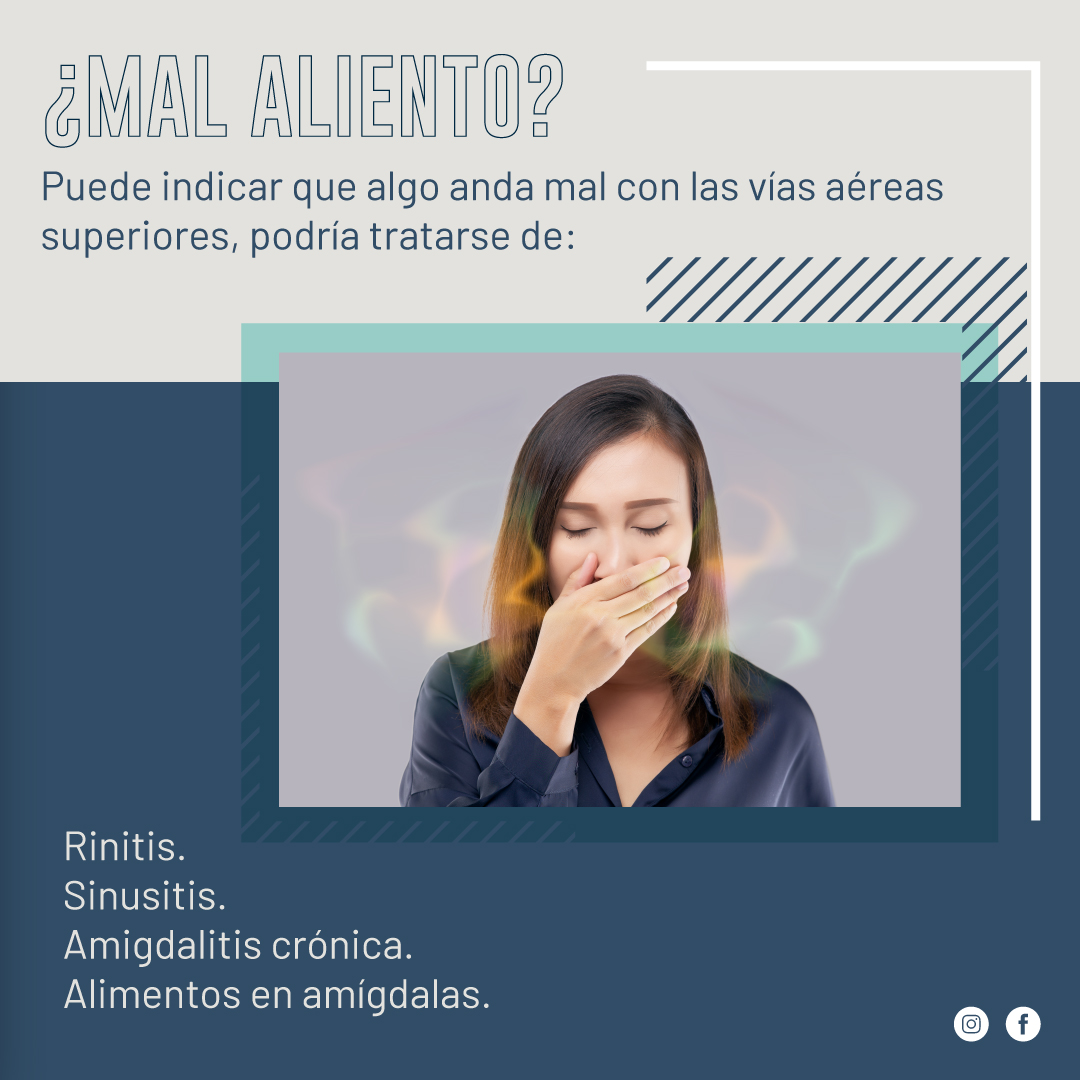 ¿MAL ALIENTO?
Puede indicar que algo anda mal con las vías aéreas
superiores, podría tratarse de:
Rinitis.
Sinusitis.
Amigdalitis crónica.
Alimentos en amígdalas.